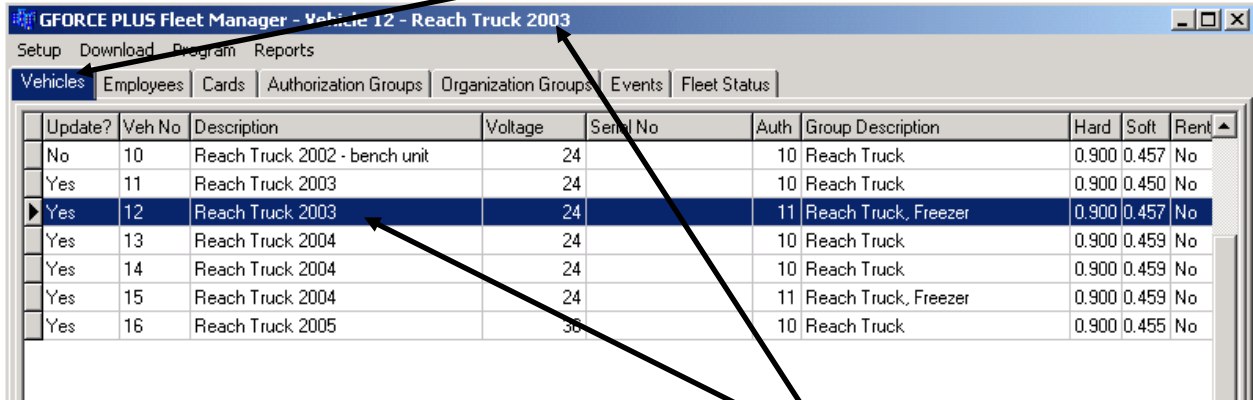 GFORCE PLUS Fleet Manager - Vehicle 12 - Reach Truck 2003
Setup Download Program Reports
Vehicles Employees Cards Authorization Groups Organization Groups Events Fleet Status
Update? Veh No Description Voltage Serial No Auth Group Description Hard Soft Rent
No 10 Reach Truck 2002 - bench unit 24 10 Reach Truck 0.900 0.457 No
Yes 11 Reach Truck 2003 24 10 Reach Truck 0.900 0.450 No
Yes 12 Reach Truck 2003 24 11 Reach Truck, Freezer 0.900 0.457 No
Yes 13 Reach Truck 2004 24 10 Reach Truck 0.900 0.459 No
Yes 14 Reach Truck 2004 24 10 Reach Truck 0.900 0.459 No
Yes 15 Reach Truck 2004 24 11 Reach Truck, Freezer 0.900 0.459 No
Yes 16 Reach Truck 2005 36 10 Reach Truck 0.900 0.455 No